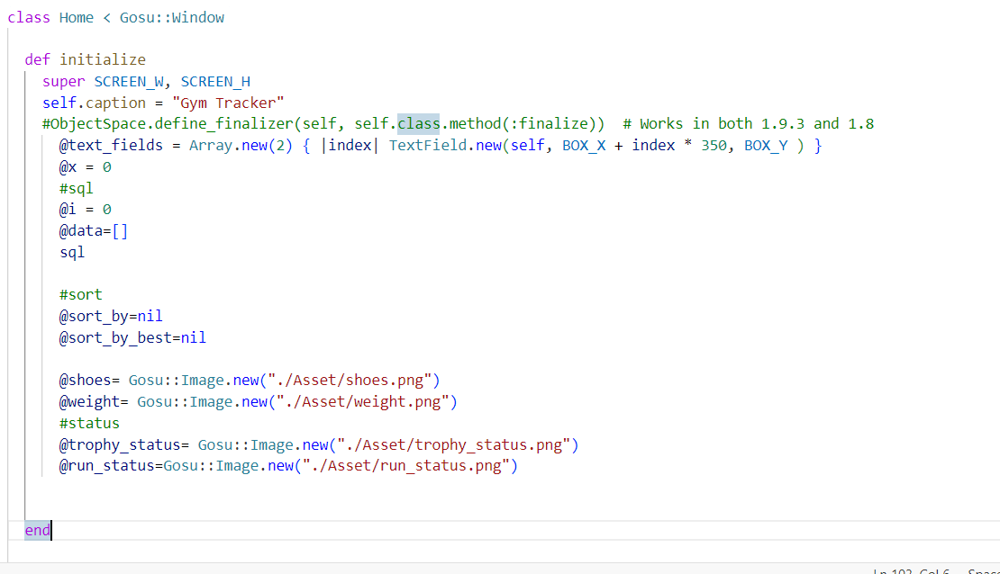 class Home < Gosu::Window
def initialize
super SCREEN_W, SCREEN_H
self.caption = "Gym Tracker"
#ObjectSpace.define_finalizer(self, self.class.method(:finalize))  # Works in both 1.9.3 and 1.8
@text_fields = Array.new(2) { |index| TextField.new(self, BOX_X + index * 350, BOX_Y ) }
@x = 0
#sql
@i = 0
@data=[]
sql
#sort
@sort_by=nil
@sort_by_best=nil
@shoes= Gosu::Image.new("./Asset/shoes.png")
@weight= Gosu::Image.new("./Asset/weight.png")
#status
@trophy_status= Gosu::Image.new("./Asset/trophy_status.png")
@run_status=Gosu::Image.new("./Asset/run_status.png")
end